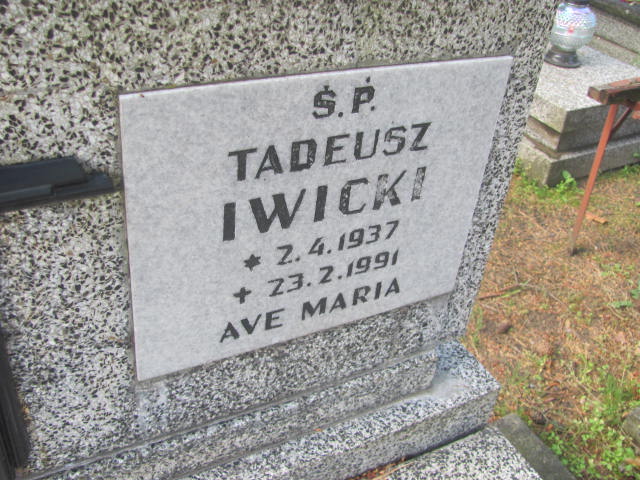 Ś.P.
TADEUSZ
IWICKI
* 2.4.1937
+ 23.2.1991
AVE MARIA